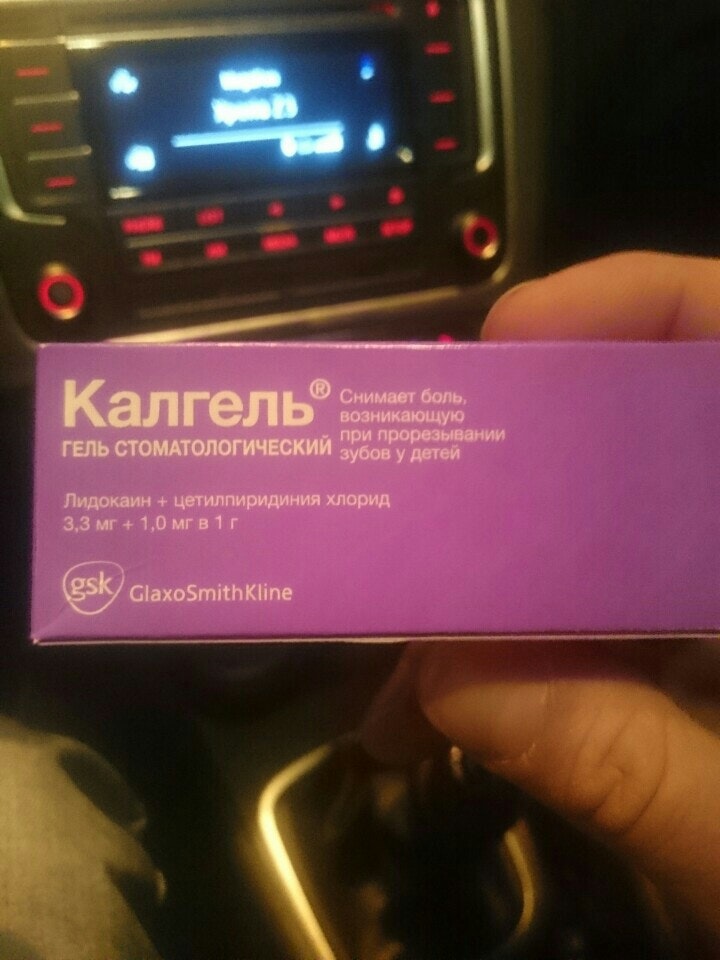 Калгель®
ГЕЛЬ СТОМАТОЛОГИЧЕСКИЙ
Снимает боль,
возникающую
при прорезывании
зубов у детей
Лидокаин + цетилпиридиния хлорид
3,3 мг + 1,0 мг в 1 г
gsk GlaxoSmithKline